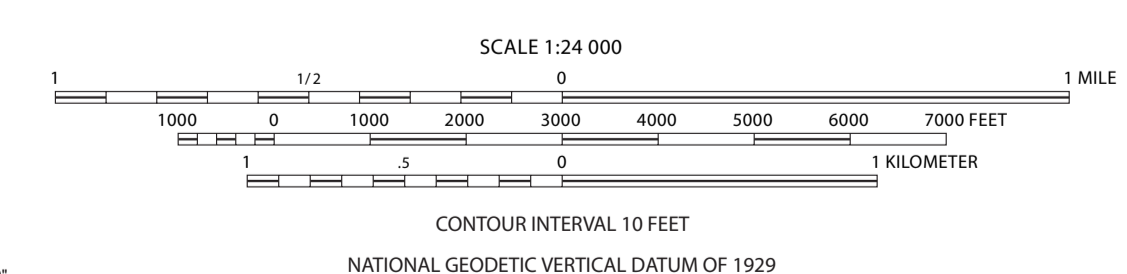 SCALE 1:24 000
1 1/2 0 1 MILE
1000 0 1000 2000 3000 4000 5000 6000 7000 FEET
1 .5 0 1 KILOMETER
CONTOUR INTERVAL 10 FEET
NATIONAL GEODETIC VERTICAL DATUM OF 1929